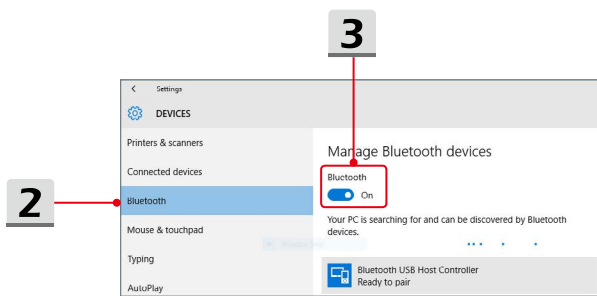 3
Settings
DEVICES
Printers & scanners
Manage Bluetooth devices
Connected devices
Bluetooth
On
2
Bluetooth
Your PC is searching for and can be discovered by Bluetooth
devices.
Mouse & touchpad
Typing
Bluetooth USB Host Controller
Ready to pair
AutoPlay